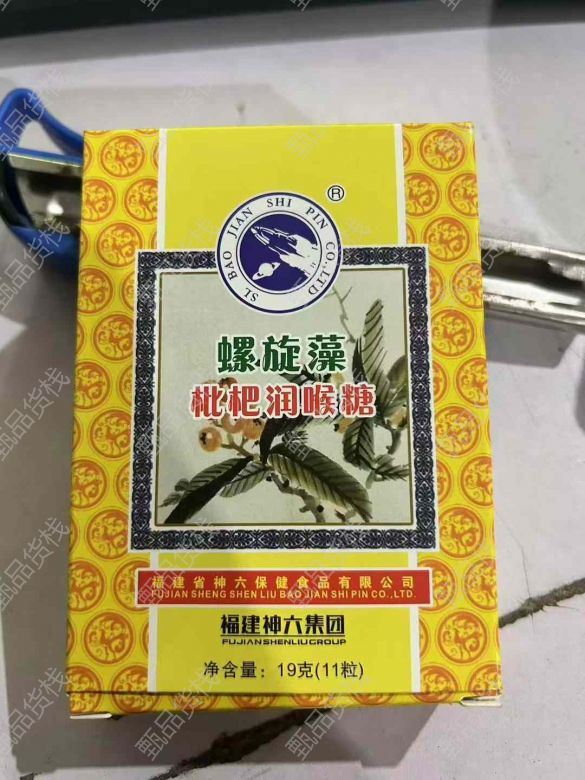 SL BAO JIAN SHI PIN CO.,LTD
®
螺旋藻
枇杷润喉糖
福建省神六保健食品有限公司
FUJIAN SHENG SHEN LIU BAO JIAN SHI PIN CO.,LTD.
福建神六集团
FUJIANSHENLIUGROUP
净含量：19克(11粒)
甄品货栈